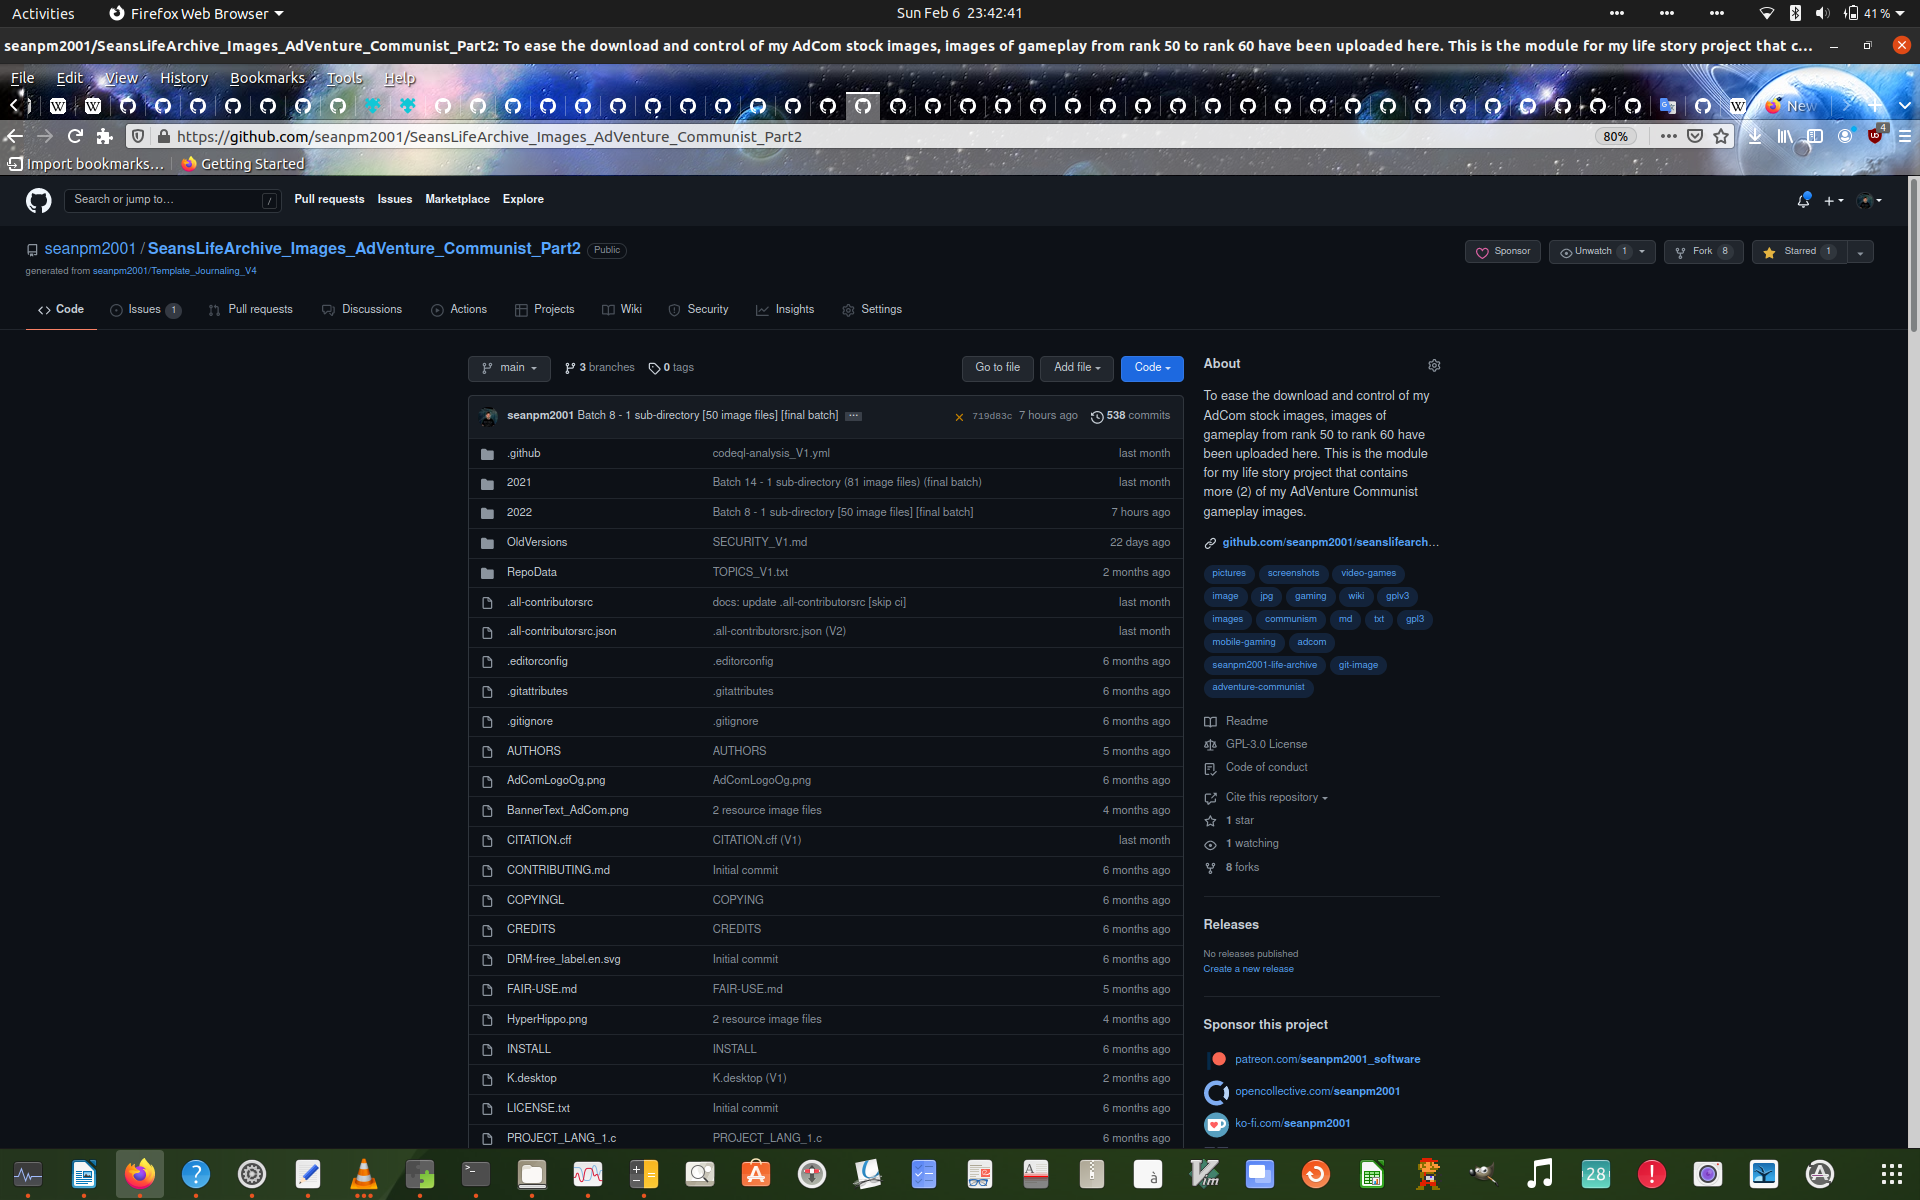 Activities Firefox Web Browser Sun Feb 6 23:42:41 41 %
seanpm2001/SeansLifeArchive_Images_AdVenture_Communist_Part2: To ease the download and control of my AdCom stock images, images of gameplay from rank 50 to rank 60 have been uploaded here. This is the module for my life story project that c...
File Edit View History Bookmarks Tools Help
New
https://github.com/seanpm2001/SeansLifeArchive_Images_AdVenture_Communist_Part2 80% 4
Import bookmarks... Getting Started
Search or jump to... / Pull requests Issues Marketplace Explore
seanpm2001 / SeansLifeArchive_Images_AdVenture_Communist_Part2 Public Sponsor Unwatch 1 Fork 8 Starred 1
generated from seanpm2001/Template_Journaling_V4
Code Issues 1 Pull requests Discussions Actions Projects Wiki Security Insights Settings
main 3 branches 0 tags Go to file Add file Code
seanpm2001 Batch 8 - 1 sub-directory [50 image files] [final batch] ... 719d83c 7 hours ago 538 commits
.github codeql-analysis_V1.yml last month
2021 Batch 14 - 1 sub-directory (81 image files) (final batch) last month
2022 Batch 8 - 1 sub-directory [50 image files] [final batch] 7 hours ago
OldVersions SECURITY_V1.md 22 days ago
RepoData TOPICS_V1.txt 2 months ago
.all-contributorsrc docs: update .all-contributorsrc [skip ci] last month
.all-contributorsrc.json .all-contributorsrc.json (V2) last month
.editorconfig .editorconfig 6 months ago
.gitattributes .gitattributes 6 months ago
.gitignore .gitignore 6 months ago
AUTHORS AUTHORS 5 months ago
AdComLogoOg.png AdComLogoOg.png 6 months ago
BannerText_AdCom.png 2 resource image files 4 months ago
CITATION.cff CITATION.cff (V1) last month
CONTRIBUTING.md Initial commit 6 months ago
COPYINGL COPYING 6 months ago
CREDITS CREDITS 6 months ago
DRM-free_label.en.svg Initial commit 6 months ago
FAIR-USE.md FAIR-USE.md 5 months ago
HyperHippo.png 2 resource image files 4 months ago
INSTALL INSTALL 6 months ago
K.desktop K.desktop (V1) 2 months ago
LICENSE.txt Initial commit 6 months ago
PROJECT_LANG_1.c PROJECT_LANG_1.c 6 months ago
About
To ease the download and control of my
AdCom stock images, images of
gameplay from rank 50 to rank 60 have
been uploaded here. This is the module
for my life story project that contains
more (2) of my AdVenture Communist
gameplay images.
github.com/seanpm2001/seanslifearch...
pictures screenshots video-games
image jpg gaming wiki gplv3
images communism md txt gpl3
mobile-gaming adcom
seanpm2001-life-archive git-image
adventure-communist
Readme
GPL-3.0 License
Code of conduct
Cite this repository
1 star
1 watching
8 forks
Releases
No releases published
Create a new release
Sponsor this project
patreon.com/seanpm2001_software
opencollective.com/seanpm2001
ko-fi.com/seanpm2001
28